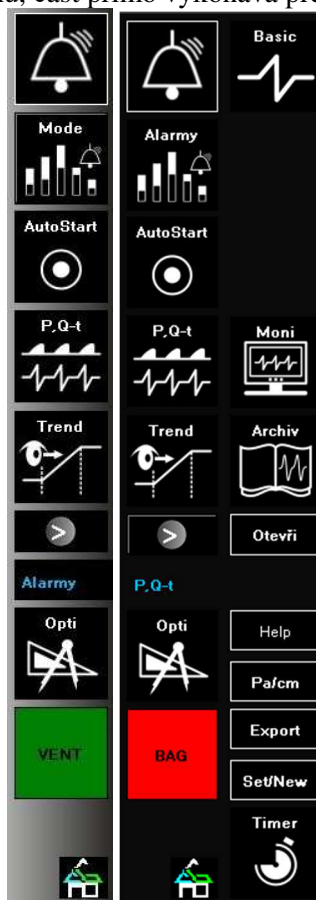 Mode
AutoStart
P,Q-t
Trend
>
Alarmy
Opti
VENT
Basic
Alarmy
AutoStart
P,Q-t
Moni
Trend
Archiv
>
Otevři
P,Q-t
Opti
Help
Pa/cm
BAG
Export
Set/New
Timer